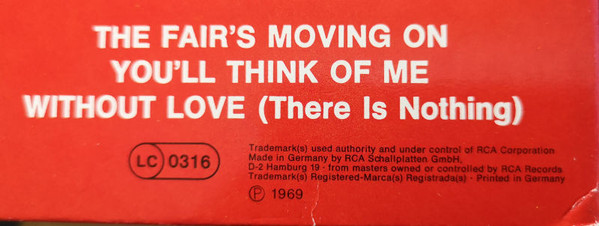 THE FAIR'S MOVING ON
YOU'LL THINK OF ME
WITHOUT LOVE (There Is Nothing)
LC 0316
Trademark(s) used authority and under control of RCA Corporation
Made in Germany by RCA Schallplatten GmbH,
D-2 Hamburg 19 · from masters owned or controlled by RCA Records
Trademark(s) Registered-Marca(s) Registrada(s) · Printed in Germany
℗ 1969